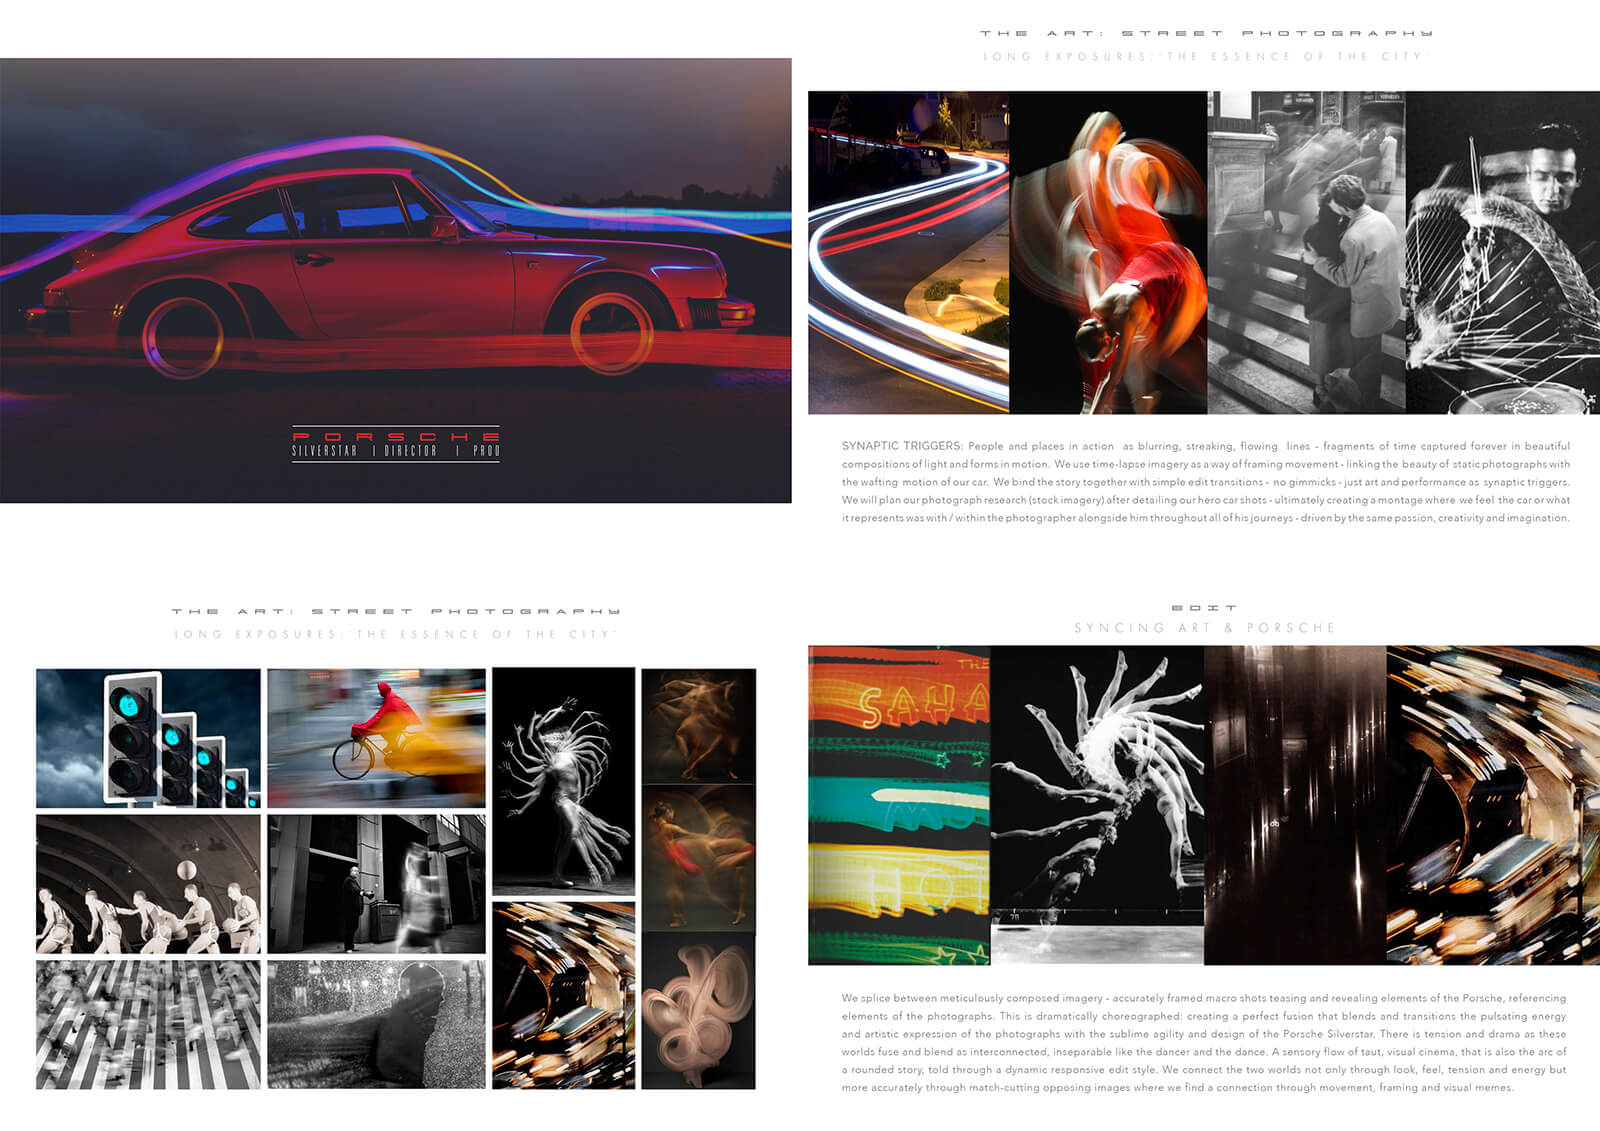 PORSCHE
SILVERSTAR | DIRECTOR | PROD
THE ART: STREET PHOTOGRAPHY
LONG EXPOSURES: 'THE ESSENCE OF THE CITY'
SYNAPTIC TRIGGERS: People and places in action as blurring, streaking, flowing lines - fragments of time captured forever in beautiful
compositions of light and forms in motion. We use time-lapse imagery as a way of framing movement - linking the beauty of static photographs with
the wafting motion of our car. We bind the story together with simple edit transitions - no gimmicks - just art and performance as synaptic triggers.
We will plan our photograph research (stock imagery) after detailing our hero car shots - ultimately creating a montage where we feel the car or what
it represents was with / within the photographer alongside him throughout all of his journeys - driven by the same passion, creativity and imagination.
THE ART: STREET PHOTOGRAPHY
LONG EXPOSURES: 'THE ESSENCE OF THE CITY'
EDIT
SYNCING ART & PORSCHE
THE
SAHA
HOT
70
We splice between meticulously composed imagery - accurately framed macro shots teasing and revealing elements of the Porsche, referencing
elements of the photographs. This is dramatically choreographed: creating a perfect fusion that blends and transitions the pulsating energy
and artistic expression of the photographs with the sublime agility and design of the Porsche Silverstar. There is tension and drama as these
worlds fuse and blend as interconnected, inseparable like the dancer and the dance. A sensory flow of taut, visual cinema, that is also the arc of
a rounded story, told through a dynamic responsive edit style. We connect the two worlds not only through look, feel, tension and energy but
more accurately through match-cutting opposing images where we find a connection through movement, framing and visual memes.